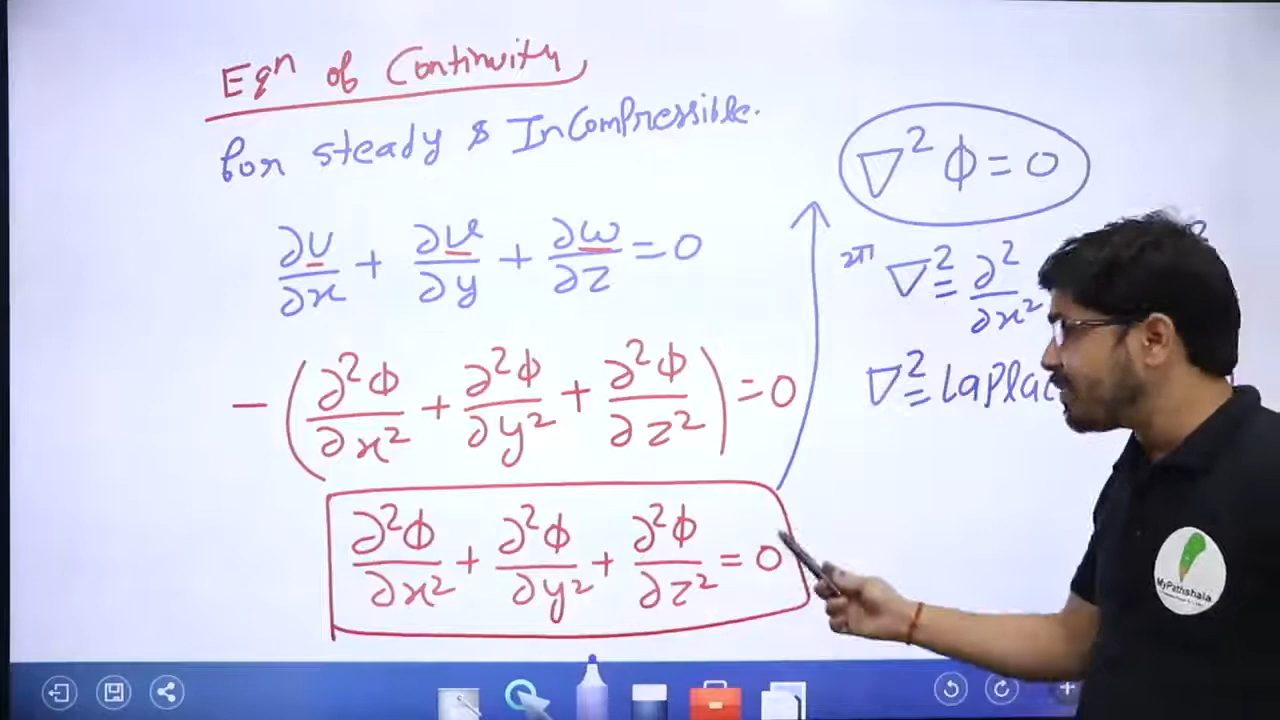 Eqⁿ of Continuity
for steady & InCompressible.
∂u/∂x + ∂v/∂y + ∂w/∂z = 0
-(∂²φ/∂x² + ∂²φ/∂y² + ∂²φ/∂z²) = 0
∂²φ/∂x² + ∂²φ/∂y² + ∂²φ/∂z² = 0
∇²φ = 0
∇² ≡ ∂²/∂x²
∇² ≡
MyPathshala